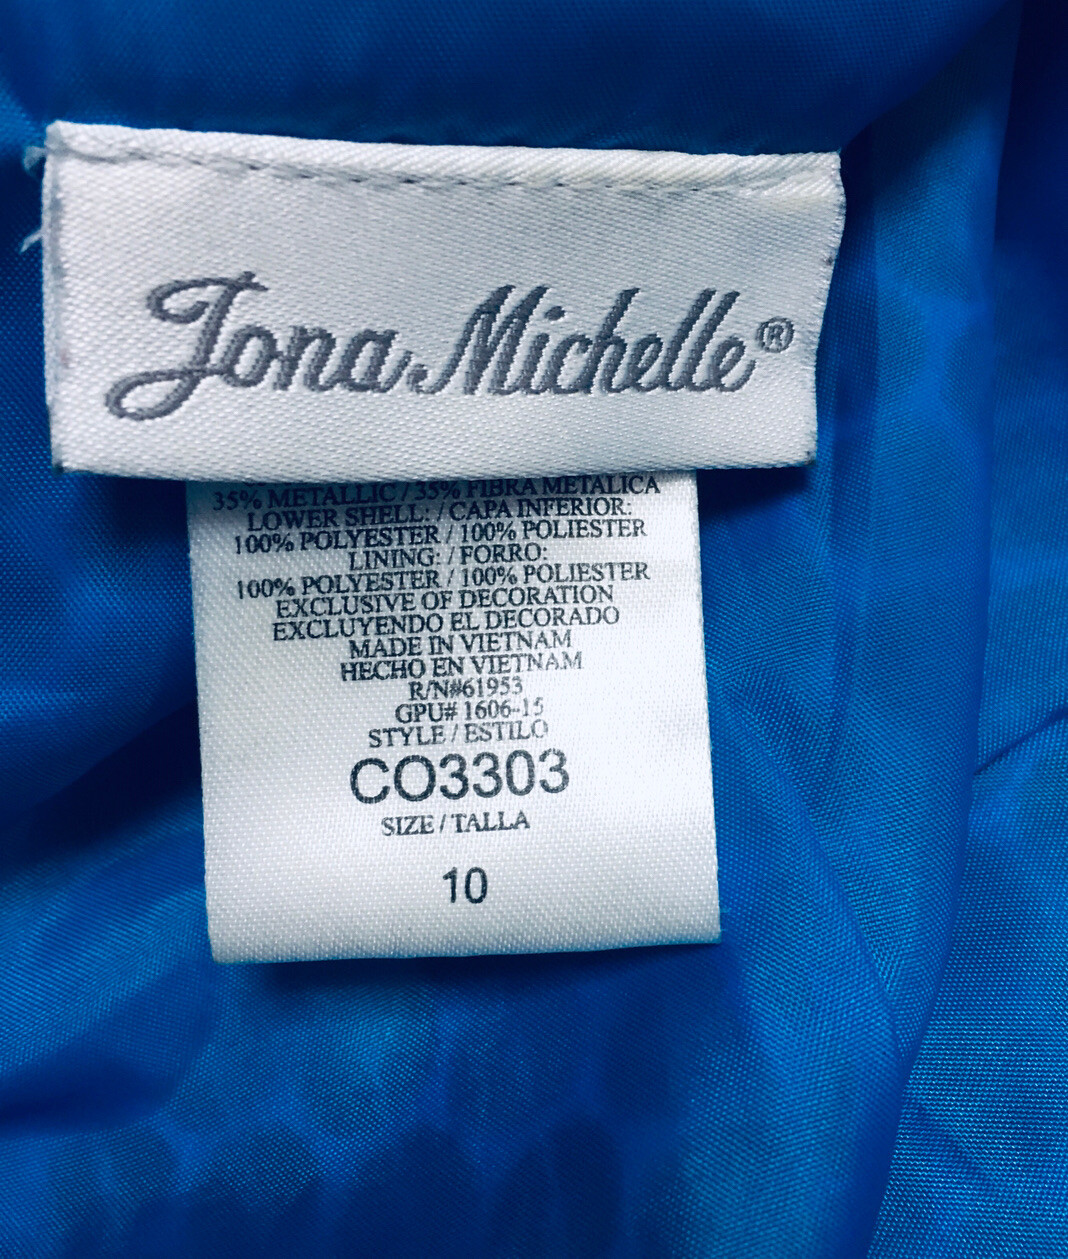 Jona Michelle®
35% METALLIC / 35% FIBRA METALICA
LOWER SHELL: / CAPA INFERIOR:
100% POLYESTER / 100% POLIESTER
LINING: / FORRO:
100% POLYESTER / 100% POLIESTER
EXCLUSIVE OF DECORATION
EXCLUYENDO EL DECORADO
MADE IN VIETNAM
HECHO EN VIETNAM
R/N#61953
GPU# 1606-15
STYLE / ESTILO
CO3303
SIZE / TALLA
10